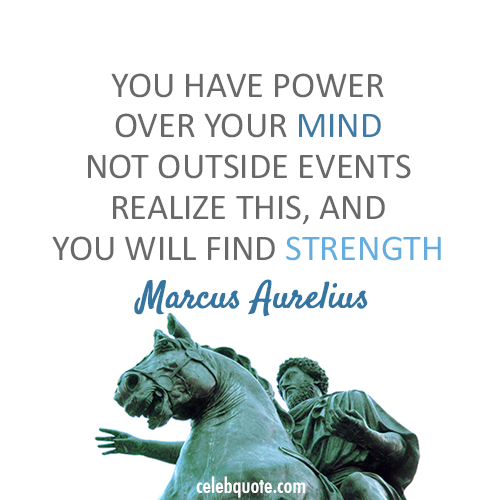 YOU HAVE POWER
OVER YOUR MIND
NOT OUTSIDE EVENTS
REALIZE THIS, AND
YOU WILL FIND STRENGTH
Marcus Aurelius
celebquote.com